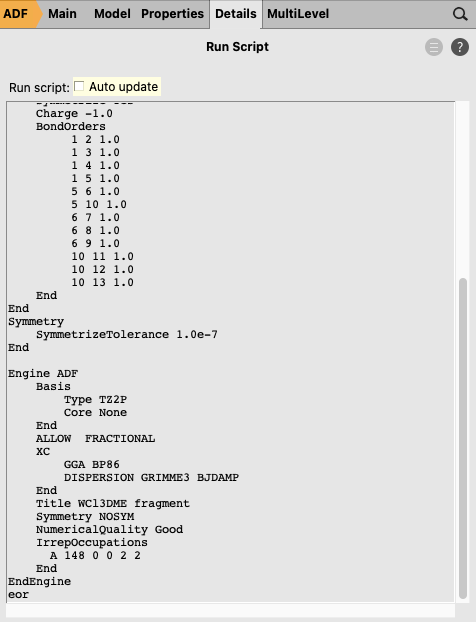 ADF Main Model Properties Details MultiLevel
Run Script
?
Run script: Auto update
Charge -1.0
BondOrders
1 2 1.0
1 3 1.0
1 4 1.0
1 5 1.0
5 6 1.0
5 10 1.0
6 7 1.0
6 8 1.0
6 9 1.0
10 11 1.0
10 12 1.0
10 13 1.0
End
End
Symmetry
SymmetrizeTolerance 1.0e-7
End
Engine ADF
Basis
Type TZ2P
Core None
End
ALLOW FRACTIONAL
XC
GGA BP86
DISPERSION GRIMME3 BJDAMP
End
Title WCl3DME fragment
Symmetry NOSYM
NumericalQuality Good
IrrepOccupations
A 148 0 0 2 2
End
EndEngine
eor